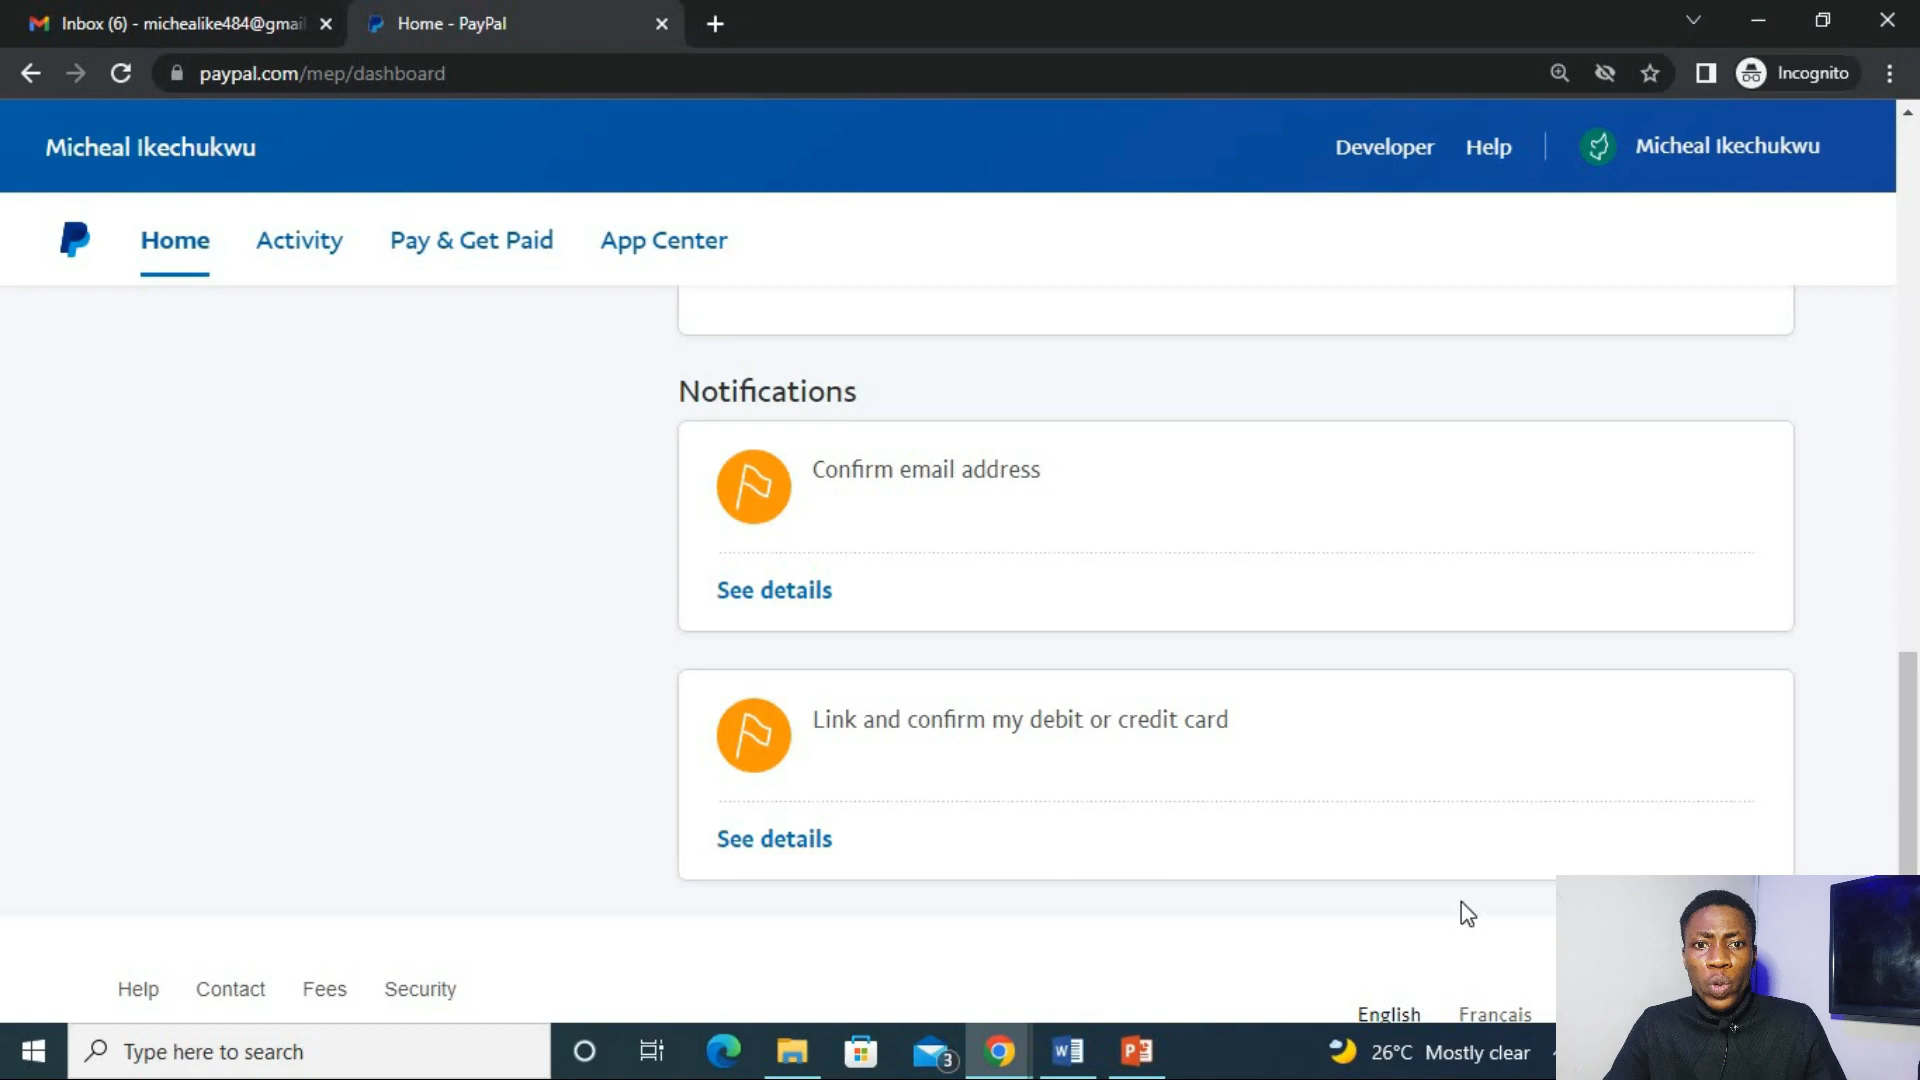 Inbox (6) - michealike484@gmai
Home - PayPal
paypal.com/mep/dashboard
Incognito
Micheal Ikechukwu
Developer
Help
Micheal Ikechukwu
Home
Activity
Pay & Get Paid
App Center
Notifications
Confirm email address
See details
Link and confirm my debit or credit card
See details
Help
Contact
Fees
Security
English
Français
Type here to search
3
26°C Mostly clear